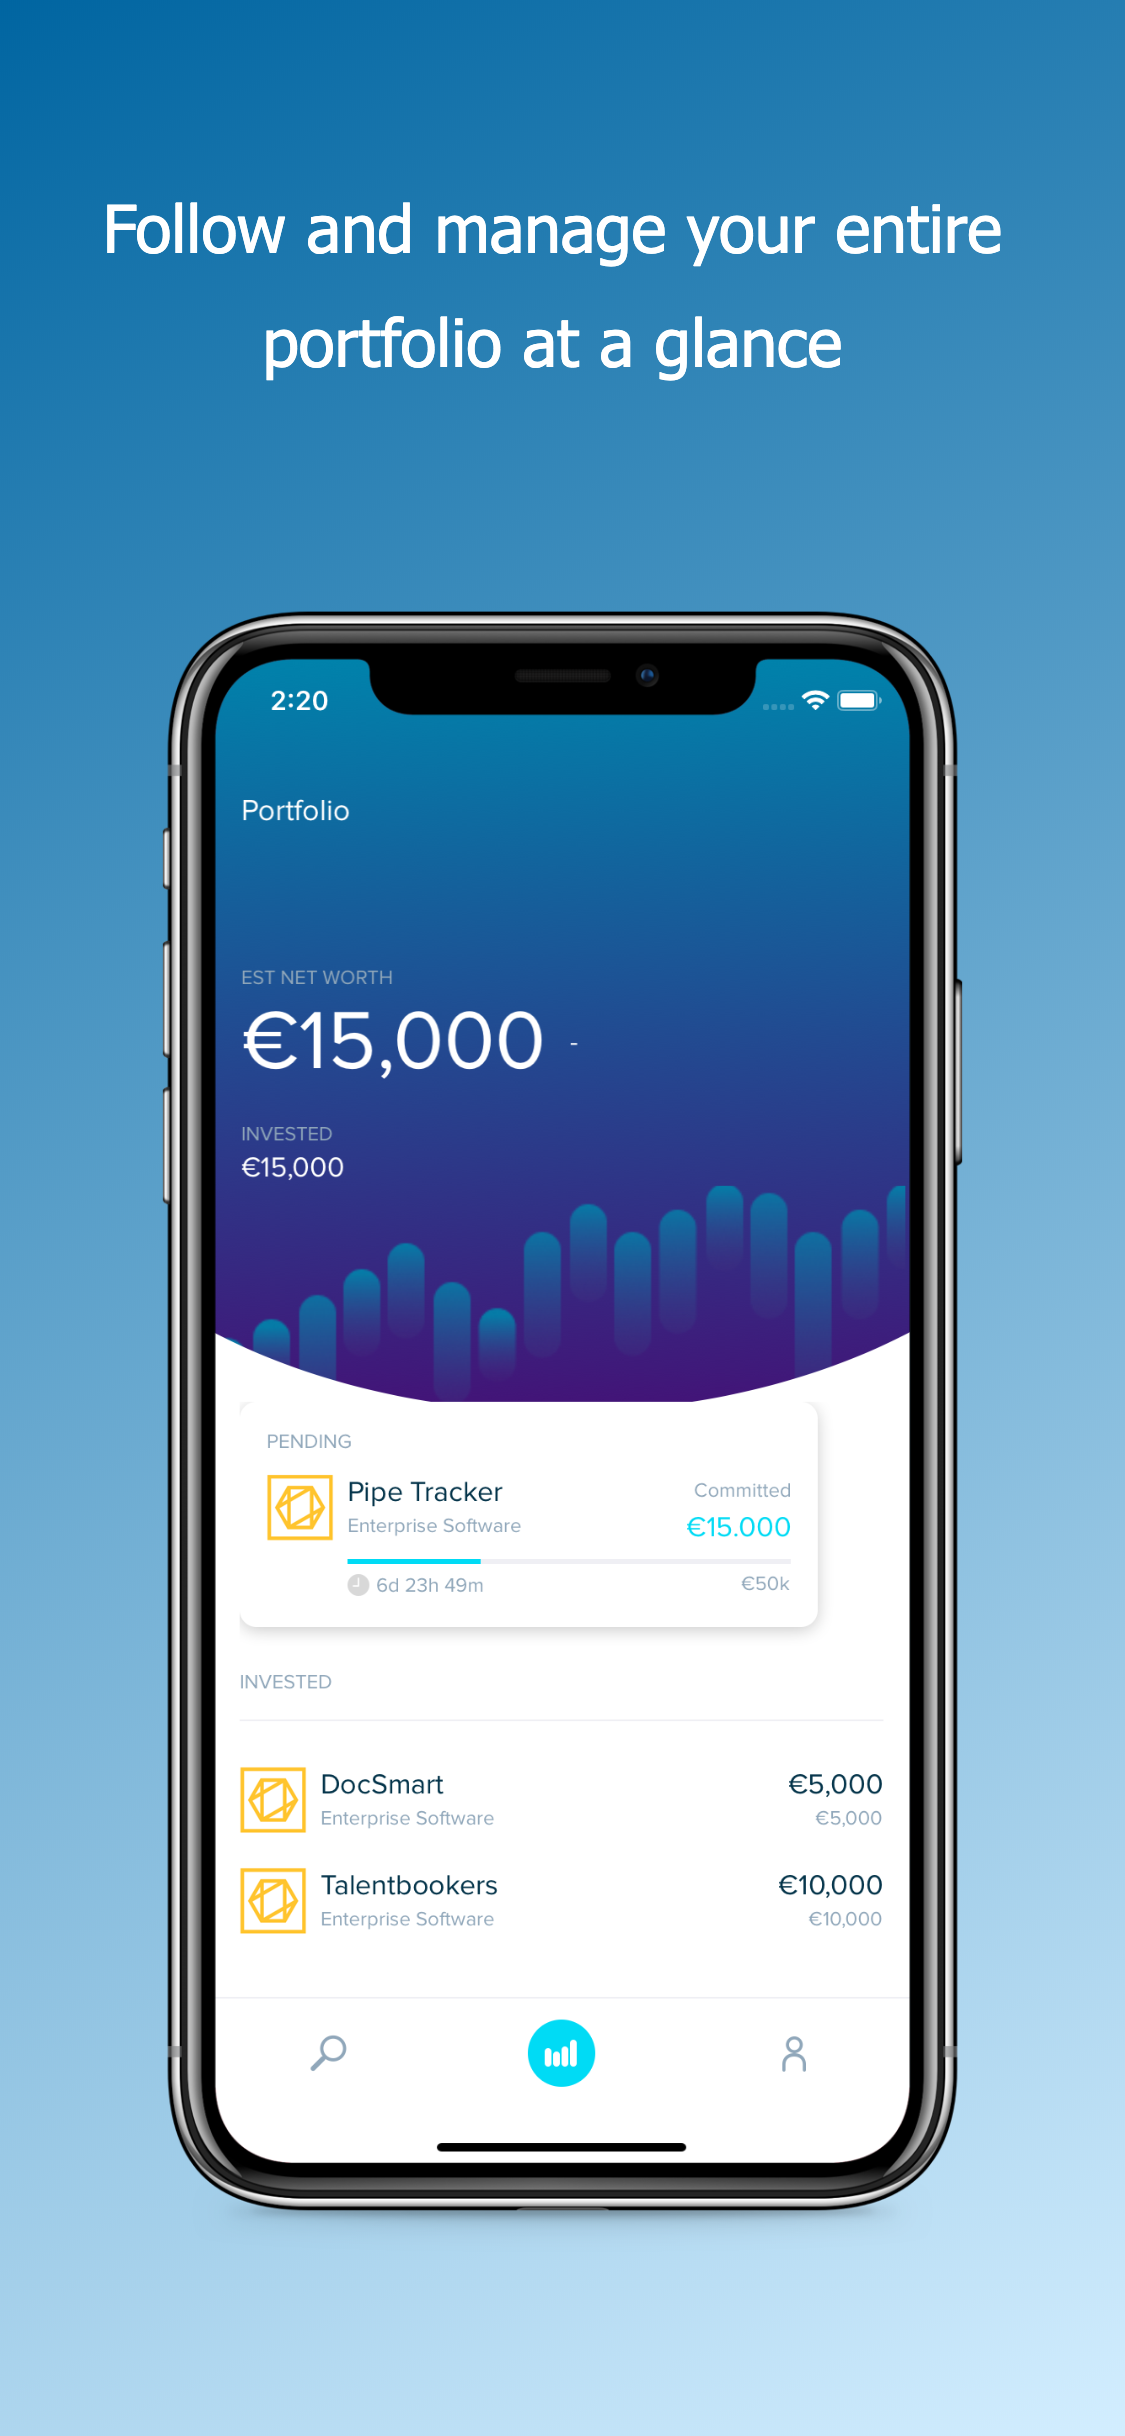 Follow and manage your entire
portfolio at a glance
2:20
Portfolio
EST NET WORTH
€15,000 -
INVESTED
€15,000
PENDING
Pipe Tracker
Committed
Enterprise Software
€15.000
6d 23h 49m
€50k
INVESTED
DocSmart
€5,000
Enterprise Software
€5,000
Talentbookers
€10,000
Enterprise Software
€10,000